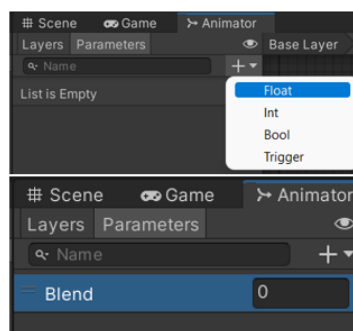 Scene Game Animator
Layers Parameters Base Layer
Name
List is Empty
Float
Int
Bool
Trigger
Scene Game Animator
Layers Parameters
Name
Blend 0